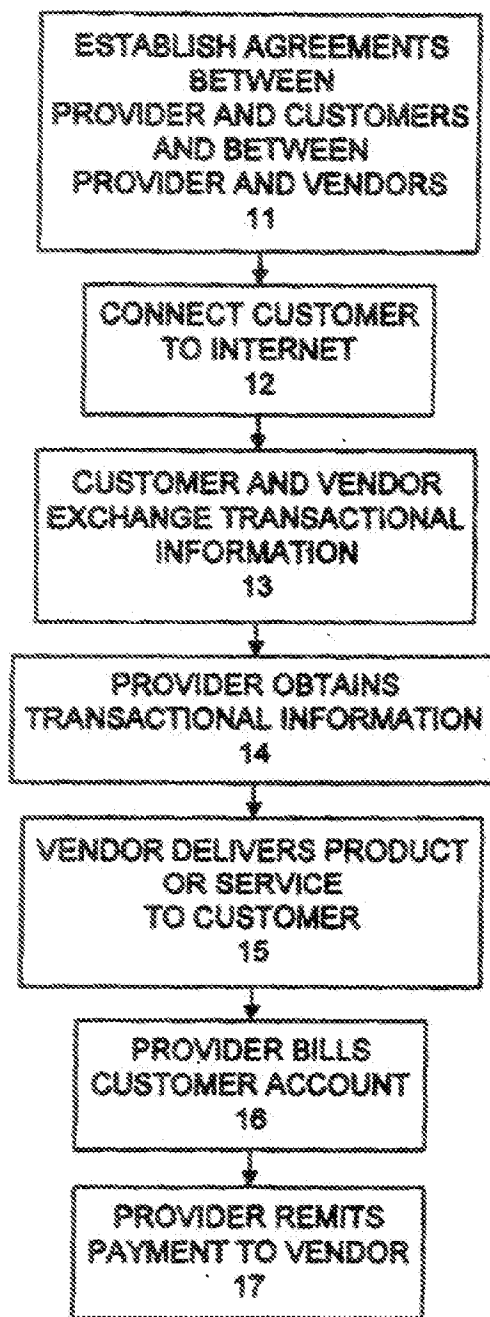 ESTABLISH AGREEMENTS
BETWEEN
PROVIDER AND CUSTOMERS
AND BETWEEN
PROVIDER AND VENDORS
11
CONNECT CUSTOMER
TO INTERNET
12
CUSTOMER AND VENDOR
EXCHANGE TRANSACTIONAL
INFORMATION
13
PROVIDER OBTAINS
TRANSACTIONAL INFORMATION
14
VENDOR DELIVERS PRODUCT
OR SERVICE
TO CUSTOMER
15
PROVIDER BILLS
CUSTOMER ACCOUNT
16
PROVIDER REMITS
PAYMENT TO VENDOR
17